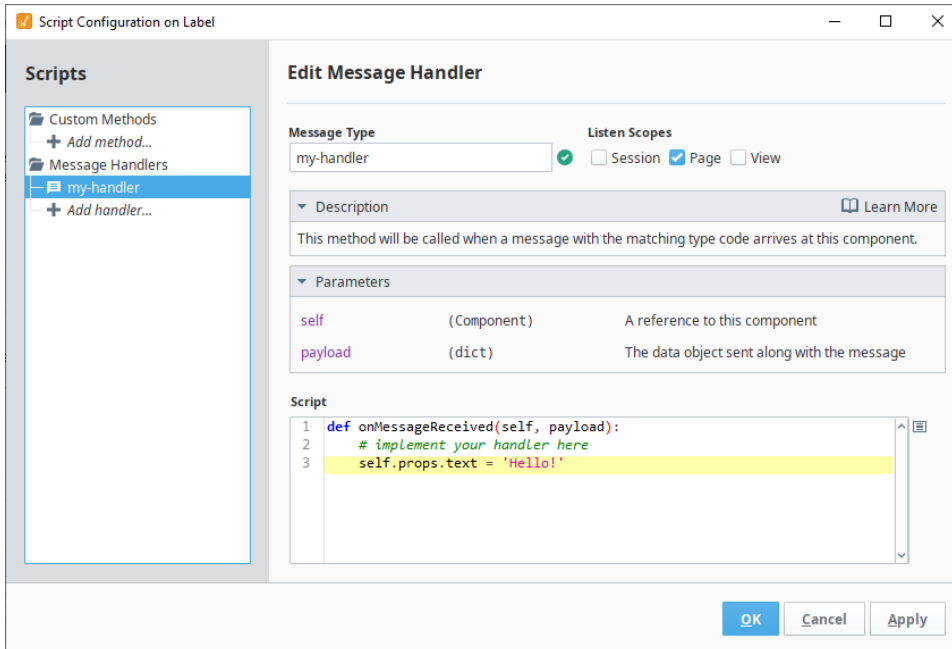 Script Configuration on Label
Scripts
Custom Methods
Add method...
Message Handlers
my-handler
Add handler...
Edit Message Handler
Message Type
Listen Scopes
my-handler
Session
Page
View
Description
Learn More
This method will be called when a message with the matching type code arrives at this component.
Parameters
self (Component) A reference to this component
payload (dict) The data object sent along with the message
Script
1 def onMessageReceived(self, payload):
2 # implement your handler here
3 self.props.text = 'Hello!'
OK
Cancel
Apply